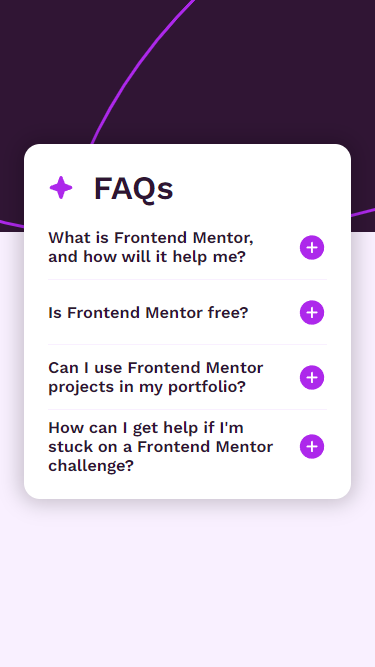 FAQs
What is Frontend Mentor,
and how will it help me?
Is Frontend Mentor free?
Can I use Frontend Mentor
projects in my portfolio?
How can I get help if I'm
stuck on a Frontend Mentor
challenge?